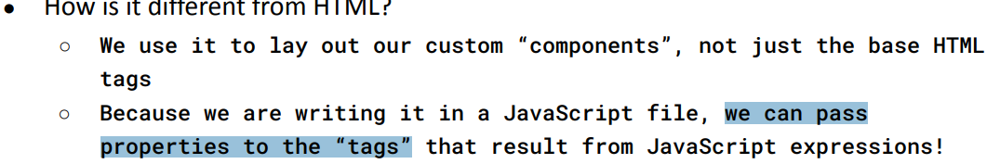 ● How is it different from HTML?
○ We use it to lay out our custom “components”, not just the base HTML
tags
○ Because we are writing it in a JavaScript file, we can pass
properties to the “tags” that result from JavaScript expressions!